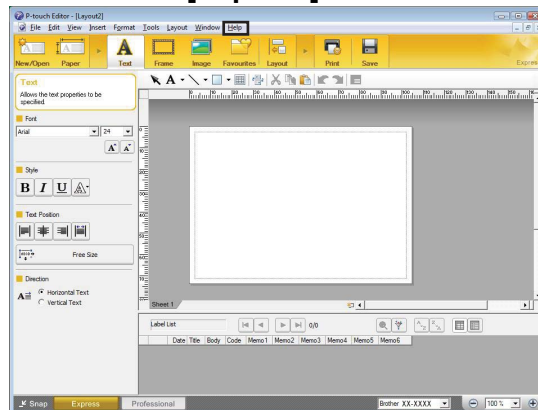 P-touch Editor - [Layout2]
File Edit View Insert Format Tools Layout Window Help
New/Open Paper Text Frame Image Favourites Layout Print Save Express
Text
Allows the text properties to be
specified.
Font
Arial 24
Style
B I U A
Text Position
Free Size
Direction
Horizontal Text
Vertical Text
Sheet 1
Label List 0/0
Date Title Body Code Memo1 Memo2 Memo3 Memo4 Memo5 Memo6
Snap Express Professional Brother XX-XXXX 100 %